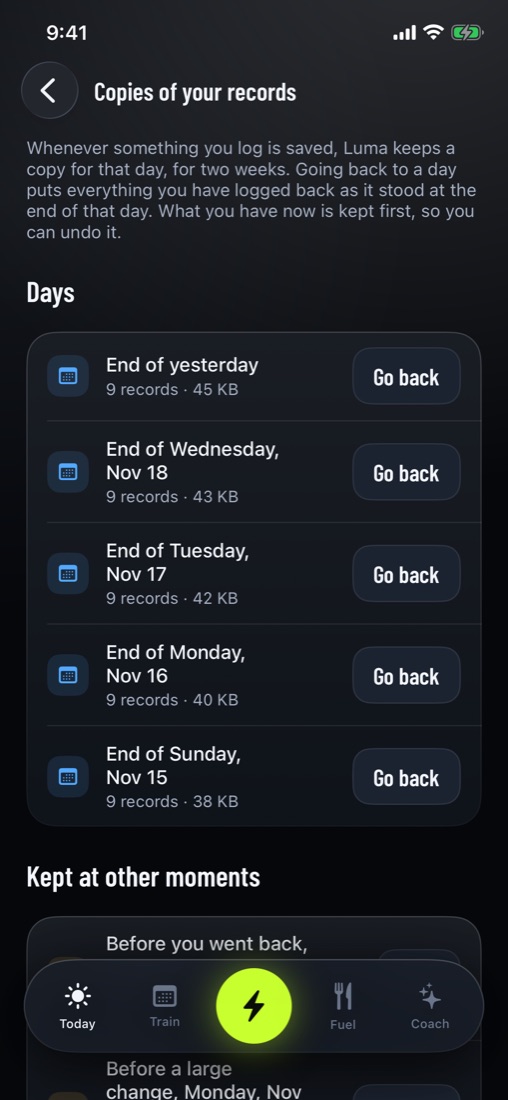 9:41
Copies of your records
Whenever something you log is saved, Luma keeps a
copy for that day, for two weeks. Going back to a day
puts everything you have logged back as it stood at the
end of that day. What you have now is kept first, so you
can undo it.
Days
End of yesterday
9 records · 45 KB
Go back
End of Wednesday,
Nov 18
9 records · 43 KB
Go back
End of Tuesday,
Nov 17
9 records · 42 KB
Go back
End of Monday,
Nov 16
9 records · 40 KB
Go back
End of Sunday,
Nov 15
9 records · 38 KB
Go back
Kept at other moments
Before you went back,
Today
Train
Fuel
Coach
Before a large
change, Monday, Nov